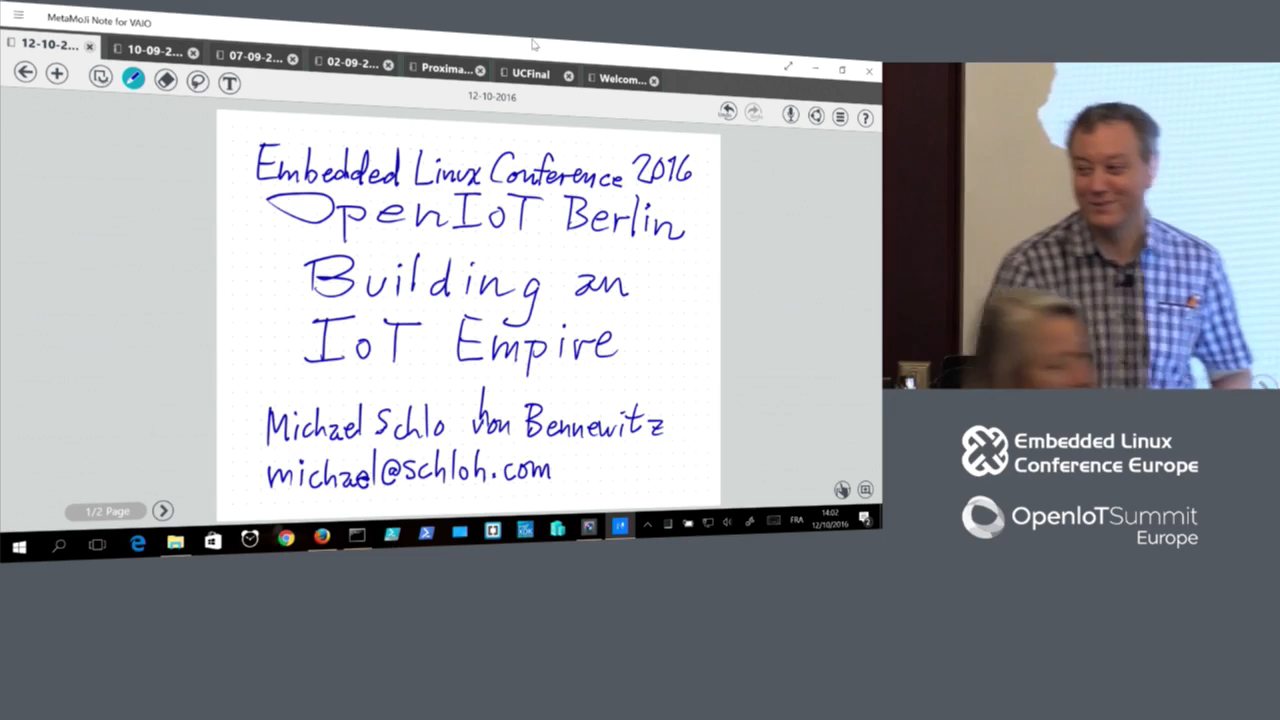 MetaMoJi Note for VAIO
12-10-2...
10-09-2...
07-09-2...
02-09-2...
Proxima...
UCFinal
Welcom...
T
12-10-2016
Undo
?
Embedded Linux Conference 2016
OpenIoT Berlin
Building an
IoT Empire
Michael Schlo von Bennewitz
michael@schloh.com
1/2 Page
FRA
14:02
12/10/2016
Embedded Linux
Conference Europe
OpenIoTSummit
Europe